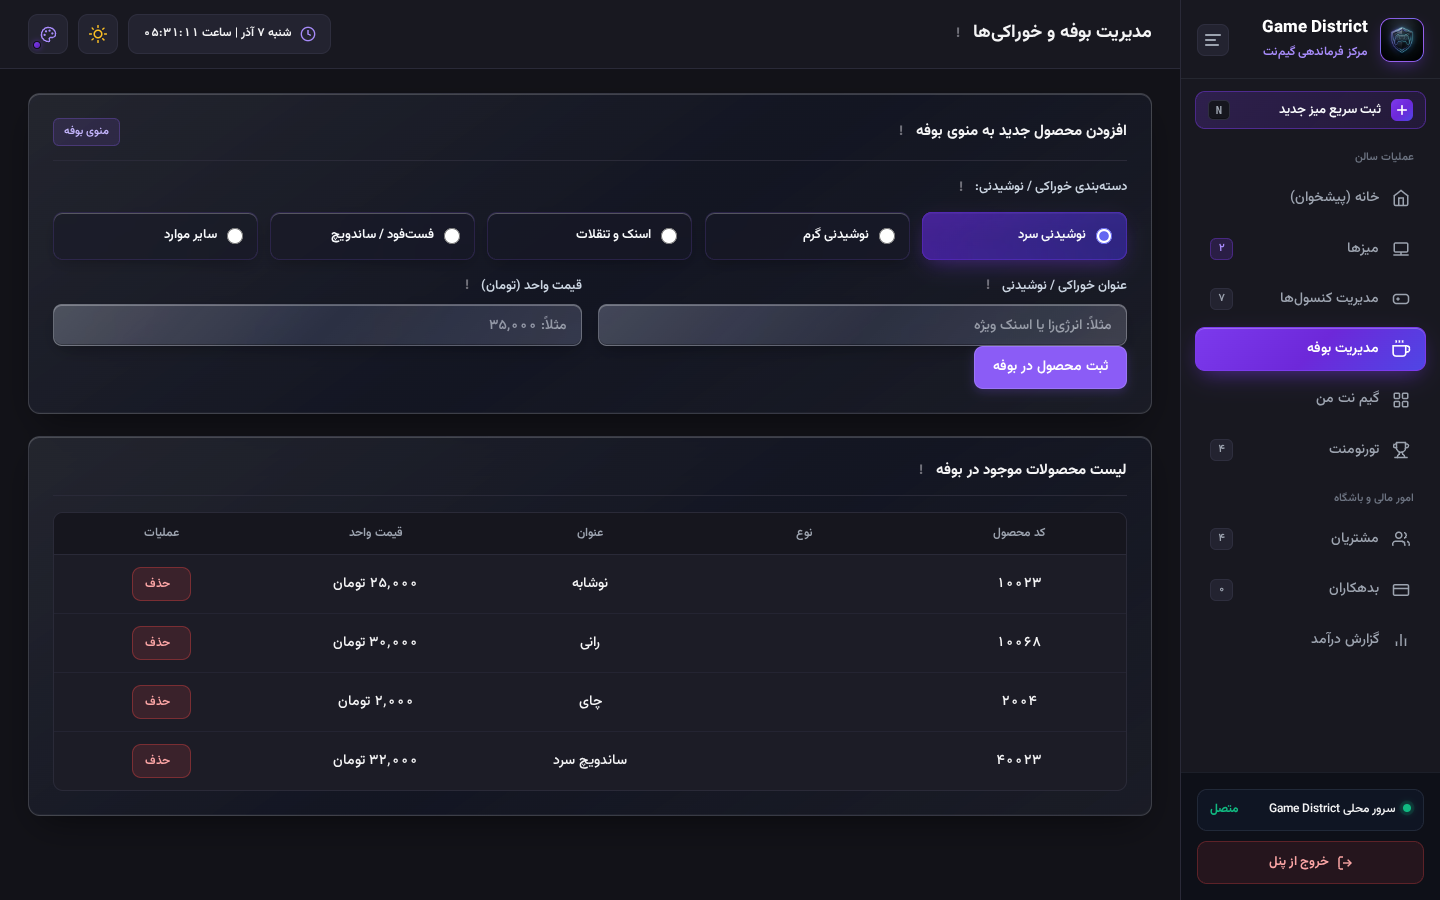 Game District
مرکز فرماندهی گیم‌نت
ثبت سریع میز جدید N
عملیات سالن
خانه (پیشخوان)
میزها ۲
مدیریت کنسول‌ها ۷
مدیریت بوفه
گیم نت من
تورنومنت ۴
امور مالی و باشگاه
مشتریان ۴
بدهکاران ۰
گزارش درآمد
سرور محلی Game District متصل
خروج از پنل
مدیریت بوفه و خوراکی‌ها !
شنبه ۷ آذر | ساعت ۰۵:۳۱:۱۱
افزودن محصول جدید به منوی بوفه !
منوی بوفه
دسته‌بندی خوراکی / نوشیدنی: !
نوشیدنی سرد
نوشیدنی گرم
اسنک و تنقلات
فست‌فود / ساندویچ
سایر موارد
عنوان خوراکی / نوشیدنی !
قیمت واحد (تومان) !
مثلاً: انرژی‌زا یا اسنک ویژه
مثلاً: ۳۵,۰۰۰
ثبت محصول در بوفه
لیست محصولات موجود در بوفه !
کد محصول نوع عنوان قیمت واحد عملیات
۱۰۰۲۳ نوشابه ۲۵,۰۰۰ تومان حذف
۱۰۰۶۸ رانی ۳۰,۰۰۰ تومان حذف
۲۰۰۴ چای ۲,۰۰۰ تومان حذف
۴۰۰۲۳ ساندویچ سرد ۳۲,۰۰۰ تومان حذف